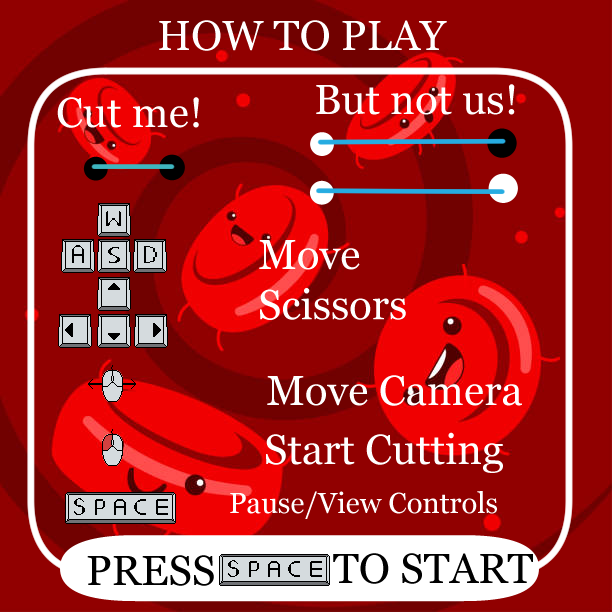 HOW TO PLAY
Cut me!
But not us!
W
A S D
Move
Scissors
Move Camera
Start Cutting
SPACE
Pause/View Controls
PRESS SPACE TO START